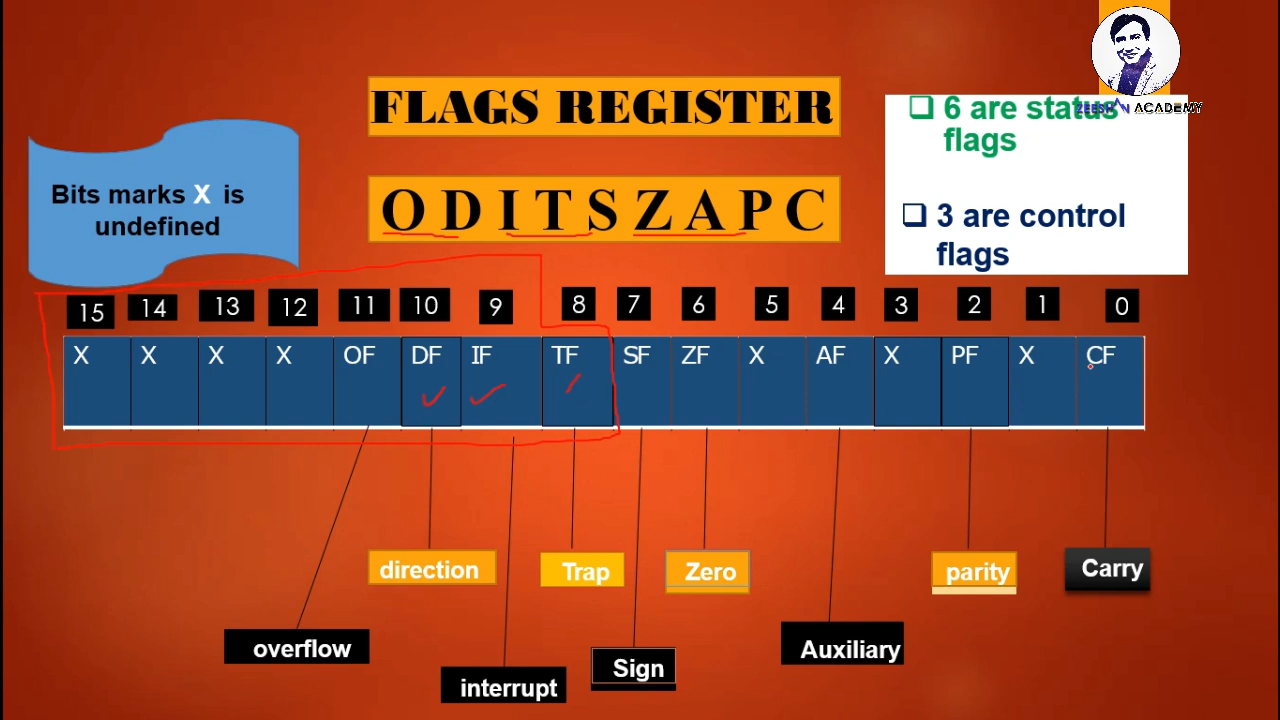 ZEESHAN ACADEMY
FLAGS REGISTER
❑ 6 are status
flags
Bits marks X is
undefined
O D I T S Z A P C
❑ 3 are control
flags
15 14 13 12 11 10 9 8 7 6 5 4 3 2 1 0
X X X X OF DF IF TF SF ZF X AF X PF X CF
direction Trap Zero parity Carry
overflow Auxiliary
interrupt Sign